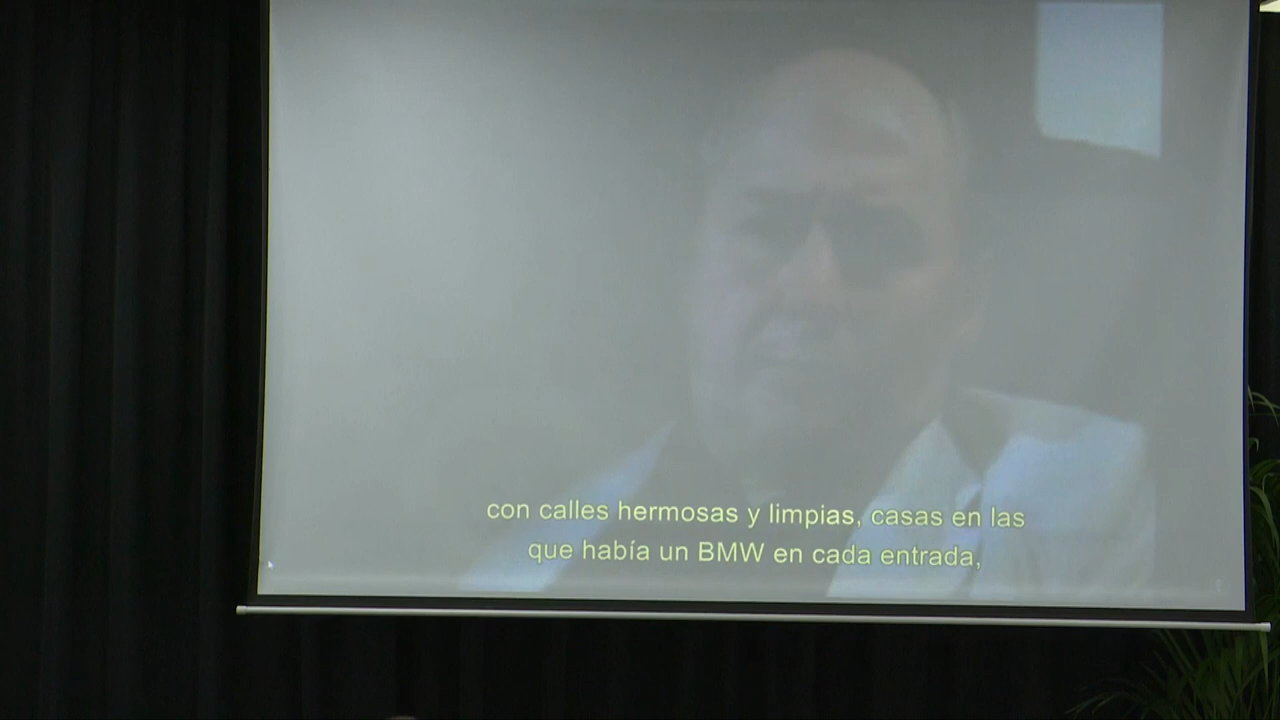 con calles hermosas y limpias, casas en las
que había un BMW en cada entrada,